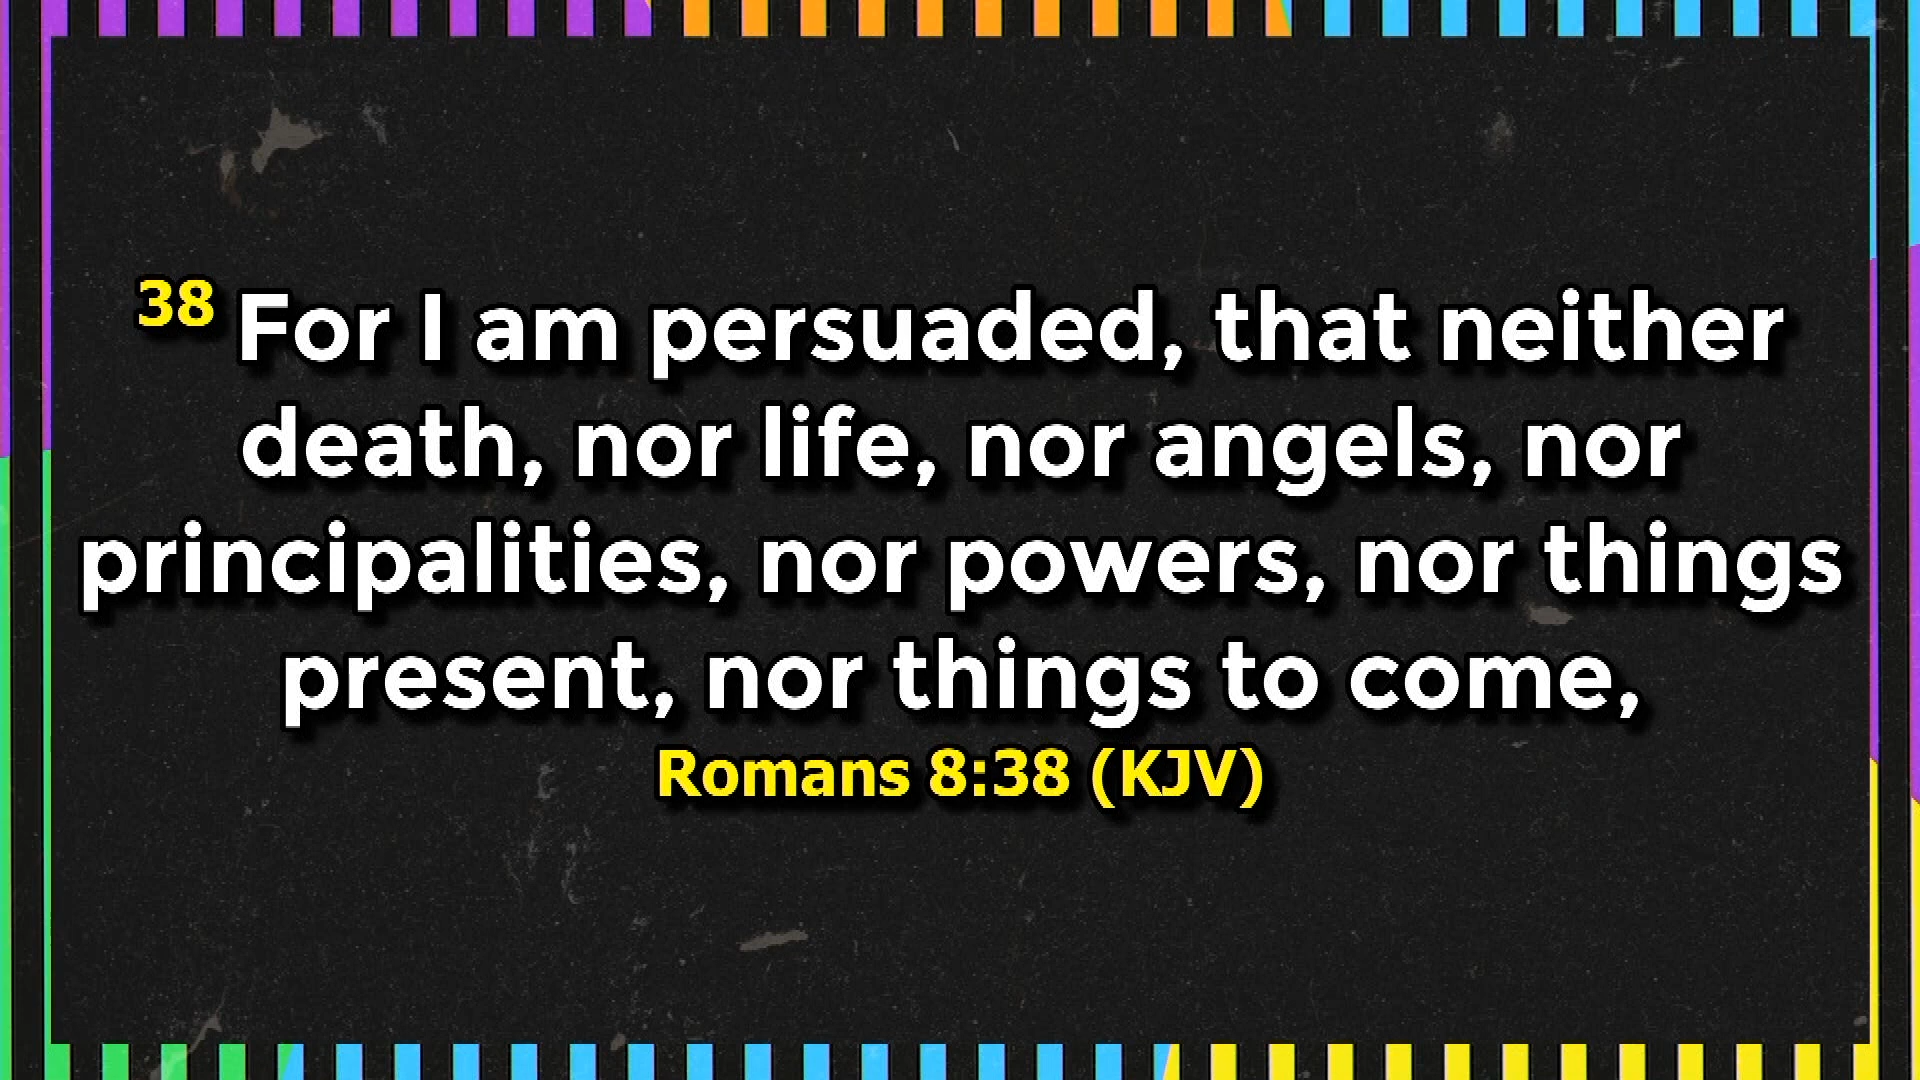 38 For I am persuaded, that neither
death, nor life, nor angels, nor
principalities, nor powers, nor things
present, nor things to come,
Romans 8:38 (KJV)